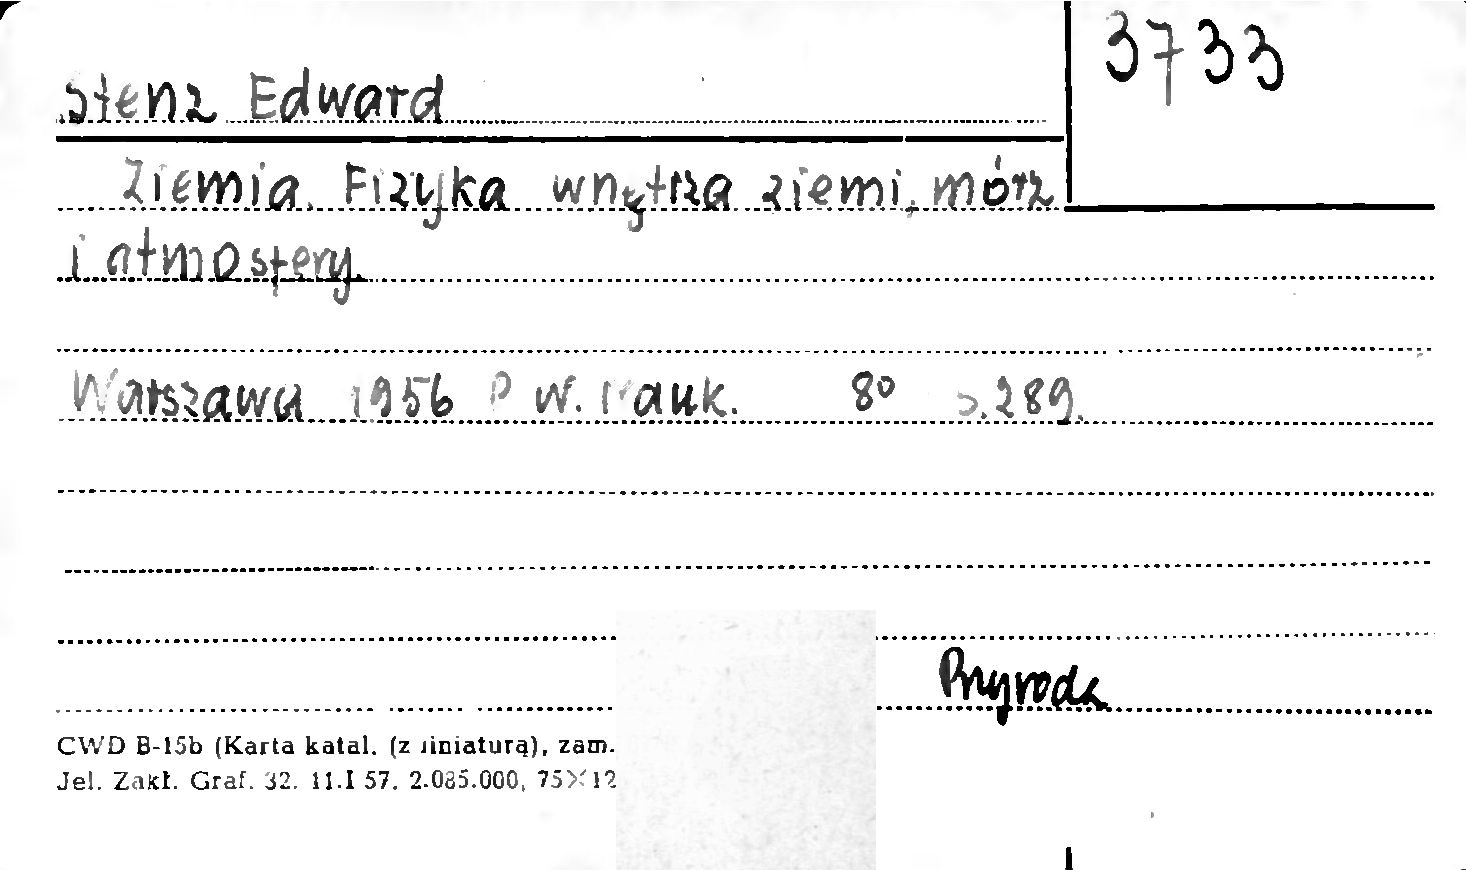 3733
Stenz Edward
Ziemia. Fizyka wnętrza ziemi, mórz
i atmosfery.
Warszawa 1956 P. W. Nauk. 8° s. 289.
Przyroda
CWD B-15b (Karta katal. (z liniaturą), zam.
Jel. Zakł. Graf. 32. 11.I 57. 2.085.000, 75×12